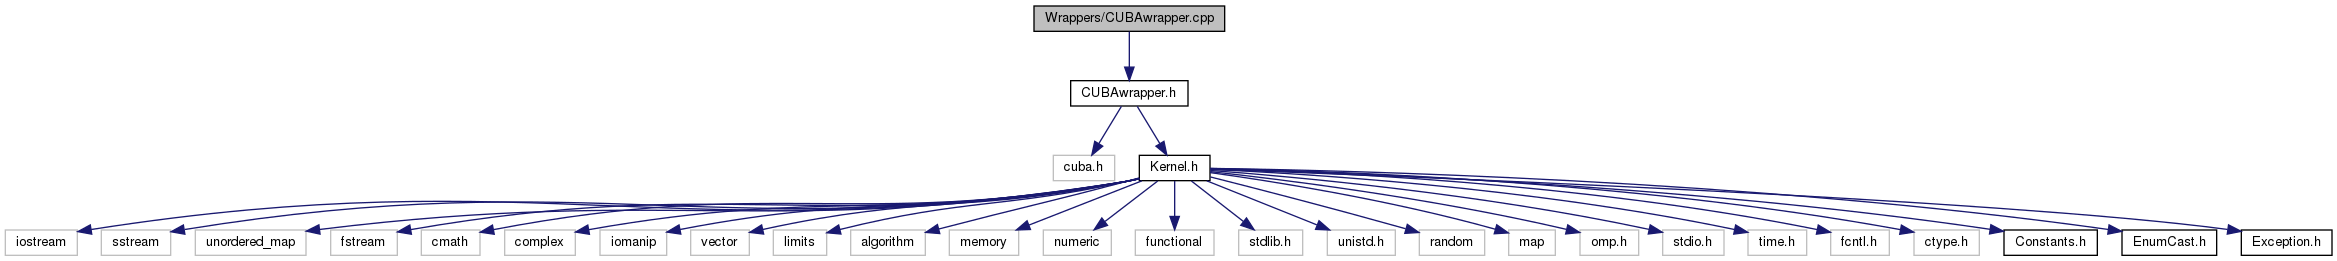 Wrappers/CUBAwrapper.cpp
CUBAwrapper.h
cuba.h
Kernel.h
iostream
sstream
unordered_map
fstream
cmath
complex
iomanip
vector
limits
algorithm
memory
numeric
functional
stdlib.h
unistd.h
random
map
omp.h
stdio.h
time.h
fcntl.h
ctype.h
Constants.h
EnumCast.h
Exception.h